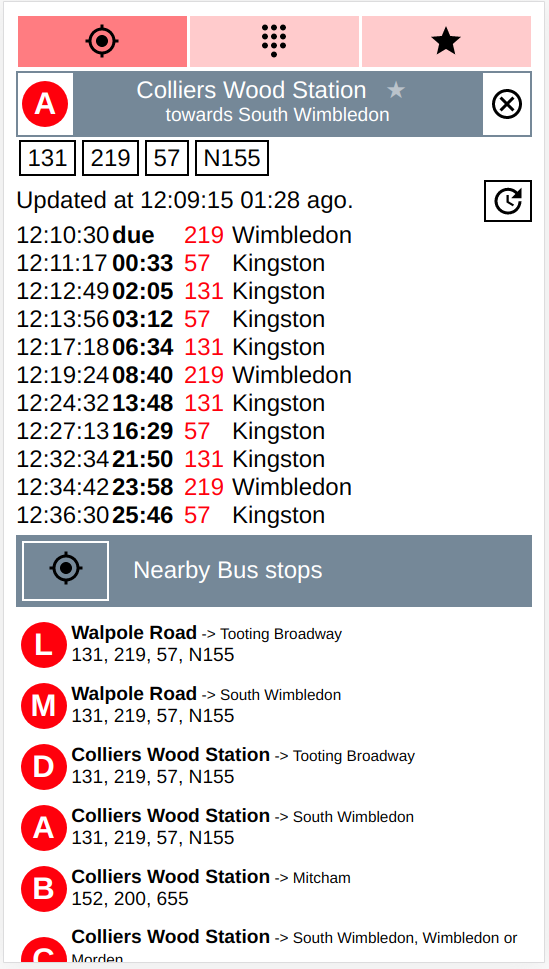 A
Colliers Wood Station ★
towards South Wimbledon
131 219 57 N155
Updated at 12:09:15 01:28 ago.
12:10:30 due 219 Wimbledon
12:11:17 00:33 57 Kingston
12:12:49 02:05 131 Kingston
12:13:56 03:12 57 Kingston
12:17:18 06:34 131 Kingston
12:19:24 08:40 219 Wimbledon
12:24:32 13:48 131 Kingston
12:27:13 16:29 57 Kingston
12:32:34 21:50 131 Kingston
12:34:42 23:58 219 Wimbledon
12:36:30 25:46 57 Kingston
Nearby Bus stops
L
Walpole Road -> Tooting Broadway
131, 219, 57, N155
M
Walpole Road -> South Wimbledon
131, 219, 57, N155
D
Colliers Wood Station -> Tooting Broadway
131, 219, 57, N155
A
Colliers Wood Station -> South Wimbledon
131, 219, 57, N155
B
Colliers Wood Station -> Mitcham
152, 200, 655
C
Colliers Wood Station -> South Wimbledon, Wimbledon or
Morden